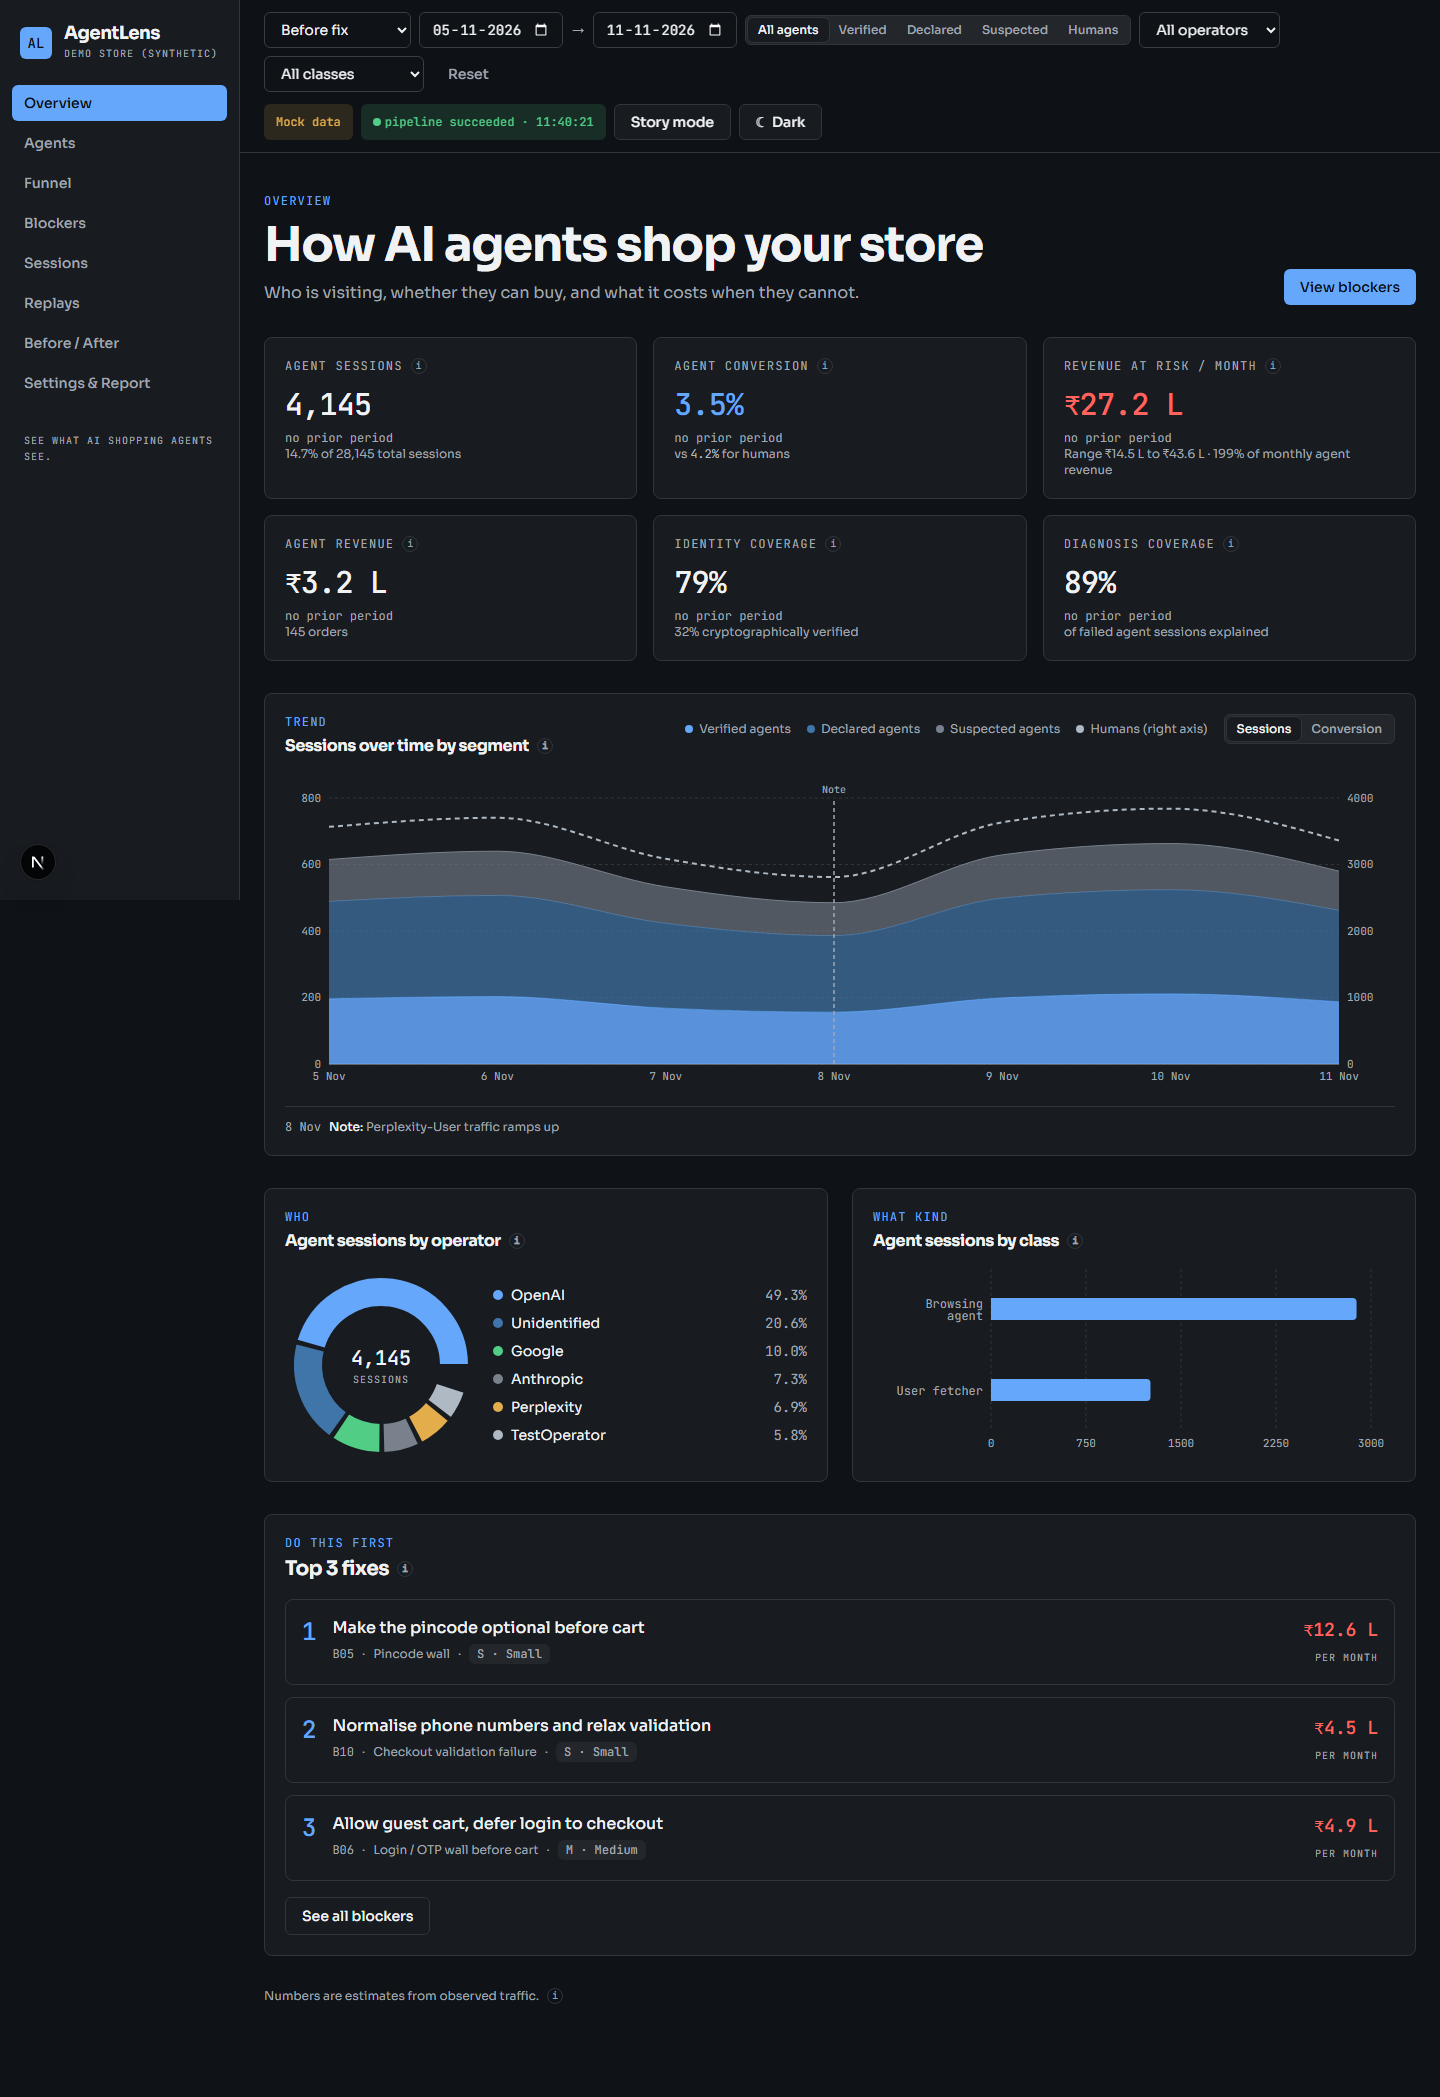 AL
AgentLens
DEMO STORE (SYNTHETIC)
Overview
Agents
Funnel
Blockers
Sessions
Replays
Before / After
Settings & Report
SEE WHAT AI SHOPPING AGENTS
SEE.
N
Before fix
05-11-2026
→
11-11-2026
All agents Verified Declared Suspected Humans
All operators
All classes
Reset
Mock data
pipeline succeeded · 11:40:21
Story mode
☾ Dark
OVERVIEW
How AI agents shop your store
Who is visiting, whether they can buy, and what it costs when they cannot.
View blockers
AGENT SESSIONS i
4,145
no prior period
14.7% of 28,145 total sessions
AGENT CONVERSION i
3.5%
no prior period
vs 4.2% for humans
REVENUE AT RISK / MONTH i
₹27.2 L
no prior period
Range ₹14.5 L to ₹43.6 L · 199% of monthly agent
revenue
AGENT REVENUE i
₹3.2 L
no prior period
145 orders
IDENTITY COVERAGE i
79%
no prior period
32% cryptographically verified
DIAGNOSIS COVERAGE i
89%
no prior period
of failed agent sessions explained
TREND
Sessions over time by segment i
Verified agents Declared agents Suspected agents Humans (right axis)
Sessions Conversion
Note
800 4000
600 3000
400 2000
200 1000
0 0
5 Nov 6 Nov 7 Nov 8 Nov 9 Nov 10 Nov 11 Nov
8 Nov Note: Perplexity-User traffic ramps up
WHO
Agent sessions by operator i
4,145
SESSIONS
OpenAI 49.3%
Unidentified 20.6%
Google 10.0%
Anthropic 7.3%
Perplexity 6.9%
TestOperator 5.8%
WHAT KIND
Agent sessions by class i
Browsing
agent
User fetcher
0 750 1500 2250 3000
DO THIS FIRST
Top 3 fixes i
1 Make the pincode optional before cart ₹12.6 L
B05 · Pincode wall · S · Small PER MONTH
2 Normalise phone numbers and relax validation ₹4.5 L
B10 · Checkout validation failure · S · Small PER MONTH
3 Allow guest cart, defer login to checkout ₹4.9 L
B06 · Login / OTP wall before cart · M · Medium PER MONTH
See all blockers
Numbers are estimates from observed traffic. i